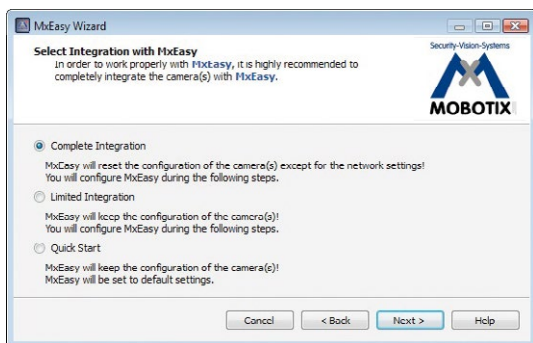 MxEasy Wizard
Select Integration with MxEasy
In order to work properly with MxEasy, it is highly recommended to
completely integrate the camera(s) with MxEasy.
Security-Vision-Systems
MOBOTIX
Complete Integration
MxEasy will reset the configuration of the camera(s) except for the network settings!
You will configure MxEasy during the following steps.
Limited Integration
MxEasy will keep the configuration of the camera(s)!
You will configure MxEasy during the following steps.
Quick Start
MxEasy will keep the configuration of the camera(s)!
MxEasy will be set to default settings.
Cancel
< Back
Next >
Help